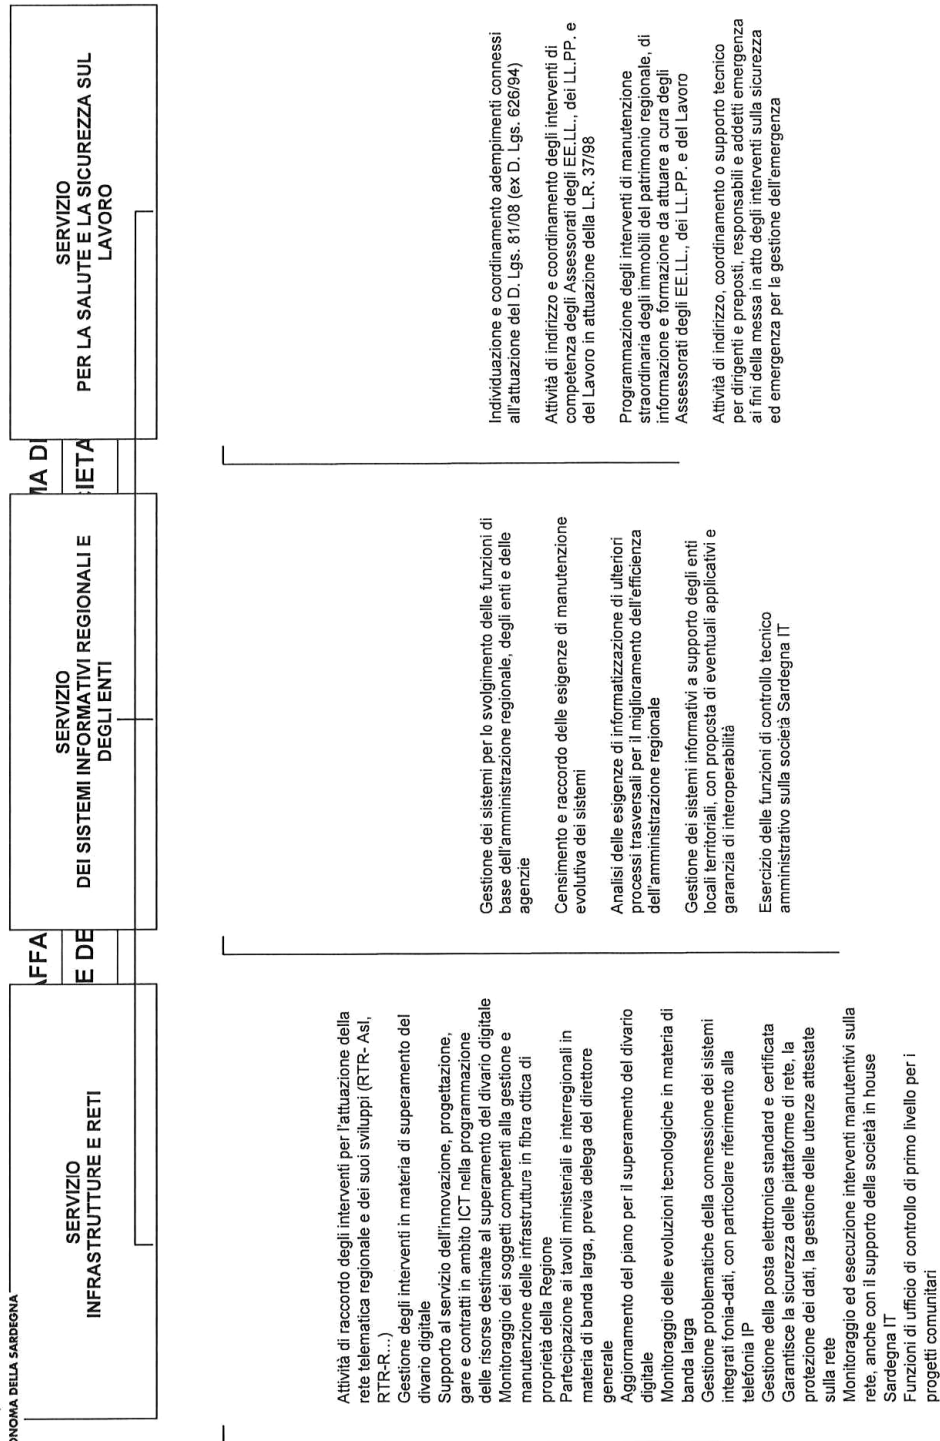 ONOMA DELLA SARDEGNA
SERVIZIO
INFRASTRUTTURE E RETI
Attività di raccordo degli interventi per l'attuazione della
rete telematica regionale e dei suoi sviluppi (RTR- Asl,
RTR-R...)
Gestione degli interventi in materia di superamento del
divario digitale
Supporto al servizio dell'innovazione, progettazione,
gare e contratti in ambito ICT nella programmazione
delle risorse destinate al superamento del divario digitale
Monitoraggio dei soggetti competenti alla gestione e
manutenzione delle infrastrutture in fibra ottica di
proprietà della Regione
Partecipazione ai tavoli ministeriali e interregionali in
materia di banda larga, previa delega del direttore
generale
Aggiornamento del piano per il superamento del divario
digitale
Monitoraggio delle evoluzioni tecnologiche in materia di
banda larga
Gestione problematiche della connessione dei sistemi
integrati fonia-dati, con particolare riferimento alla
telefonia IP
Gestione della posta elettronica standard e certificata
Garantisce la sicurezza delle piattaforme di rete, la
protezione dei dati, la gestione delle utenze attestate
sulla rete
Monitoraggio ed esecuzione interventi manutentivi sulla
rete, anche con il supporto della società in house
Sardegna IT
Funzioni di ufficio di controllo di primo livello per i
progetti comunitari
AFFA
E DE
SERVIZIO
DEI SISTEMI INFORMATIVI REGIONALI E
DEGLI ENTI
Gestione dei sistemi per lo svolgimento delle funzioni di
base dell'amministrazione regionale, degli enti e delle
agenzie
Censimento e raccordo delle esigenze di manutenzione
evolutiva dei sistemi
Analisi delle esigenze di informatizzazione di ulteriori
processi trasversali per il miglioramento dell'efficienza
dell'amministrazione regionale
Gestione dei sistemi informativi a supporto degli enti
locali territoriali, con proposta di eventuali applicativi e
garanzia di interoperabilità
Esercizio delle funzioni di controllo tecnico
amministrativo sulla società Sardegna IT
MA DI
IETA
SERVIZIO
PER LA SALUTE E LA SICUREZZA SUL
LAVORO
Individuazione e coordinamento adempimenti connessi
all'attuazione del D. Lgs. 81/08 (ex D. Lgs. 626/94)
Attività di indirizzo e coordinamento degli interventi di
competenza degli Assessorati degli EE.LL., dei LL.PP. e
del Lavoro in attuazione della L.R. 37/98
Programmazione degli interventi di manutenzione
straordinaria degli immobili del patrimonio regionale, di
informazione e formazione da attuare a cura degli
Assessorati degli EE.LL., dei LL.PP. e del Lavoro
Attività di indirizzo, coordinamento o supporto tecnico
per dirigenti e preposti, responsabili e addetti emergenza
ai fini della messa in atto degli interventi sulla sicurezza
ed emergenza per la gestione dell'emergenza